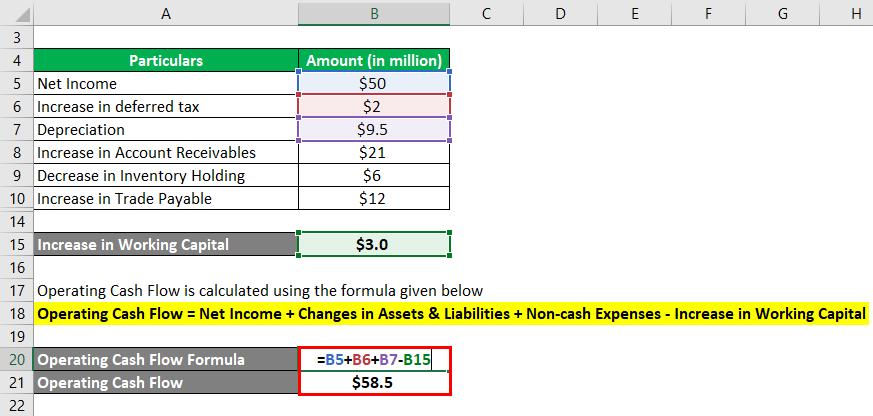 A B C D E F G H
3
4 Particulars Amount (in million)
5 Net Income $50
6 Increase in deferred tax $2
7 Depreciation $9.5
8 Increase in Account Receivables $21
9 Decrease in Inventory Holding $6
10 Increase in Trade Payable $12
14
15 Increase in Working Capital $3.0
16
17 Operating Cash Flow is calculated using the formula given below
18 Operating Cash Flow = Net Income + Changes in Assets & Liabilities + Non-cash Expenses - Increase in Working Capital
19
20 Operating Cash Flow Formula =B5+B6+B7-B15
21 Operating Cash Flow $58.5
22